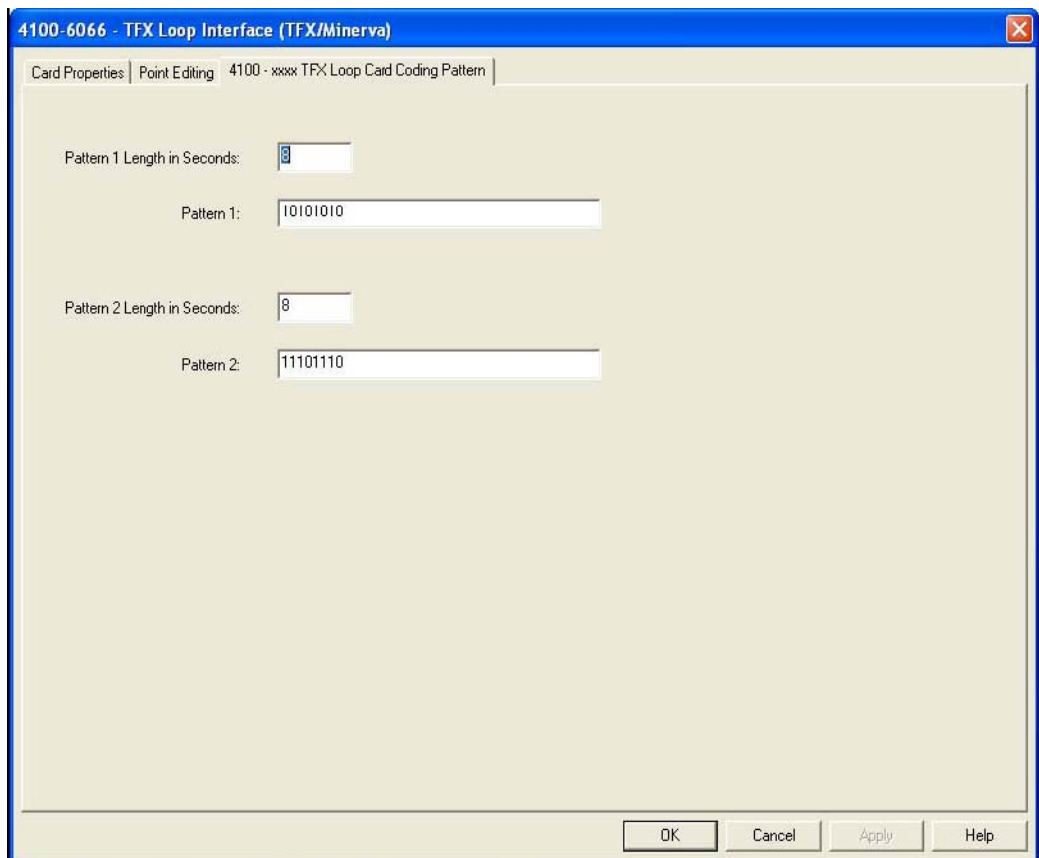 4100-6066 - TFX Loop Interface (TFX/Minerva)
Card Properties Point Editing 4100 - xxxx TFX Loop Card Coding Pattern
Pattern 1 Length in Seconds: 8
Pattern 1: 10101010
Pattern 2 Length in Seconds: 8
Pattern 2: 11101110
OK Cancel Apply Help